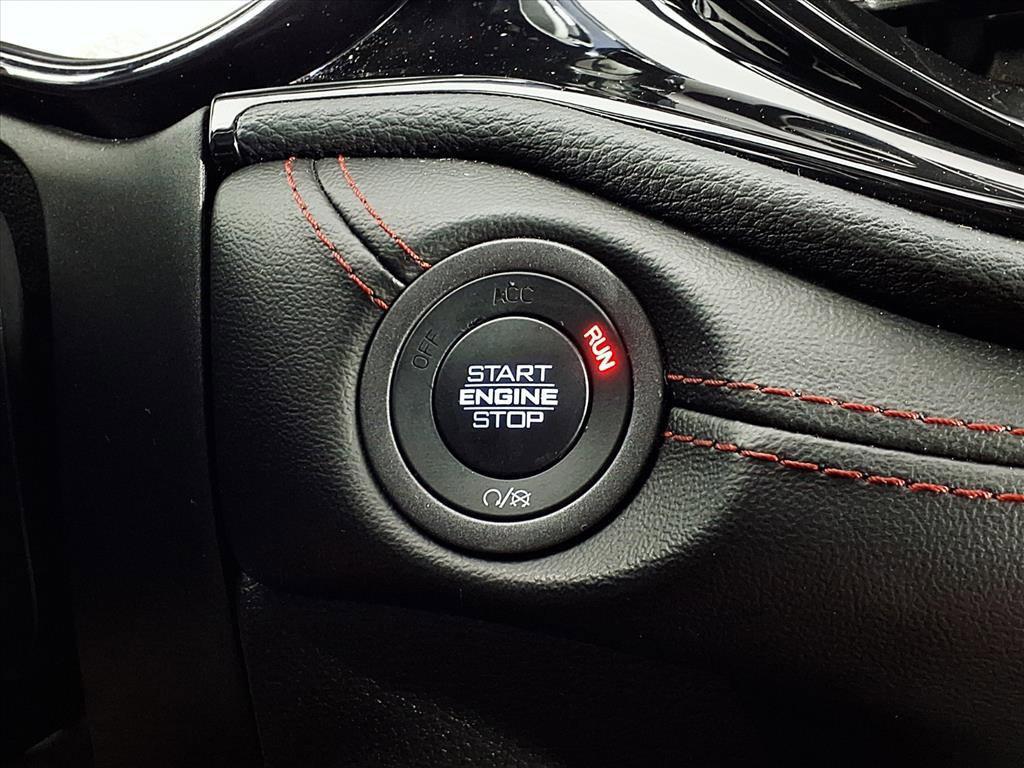 ACC
OFF
RUN
START
ENGINE
STOP